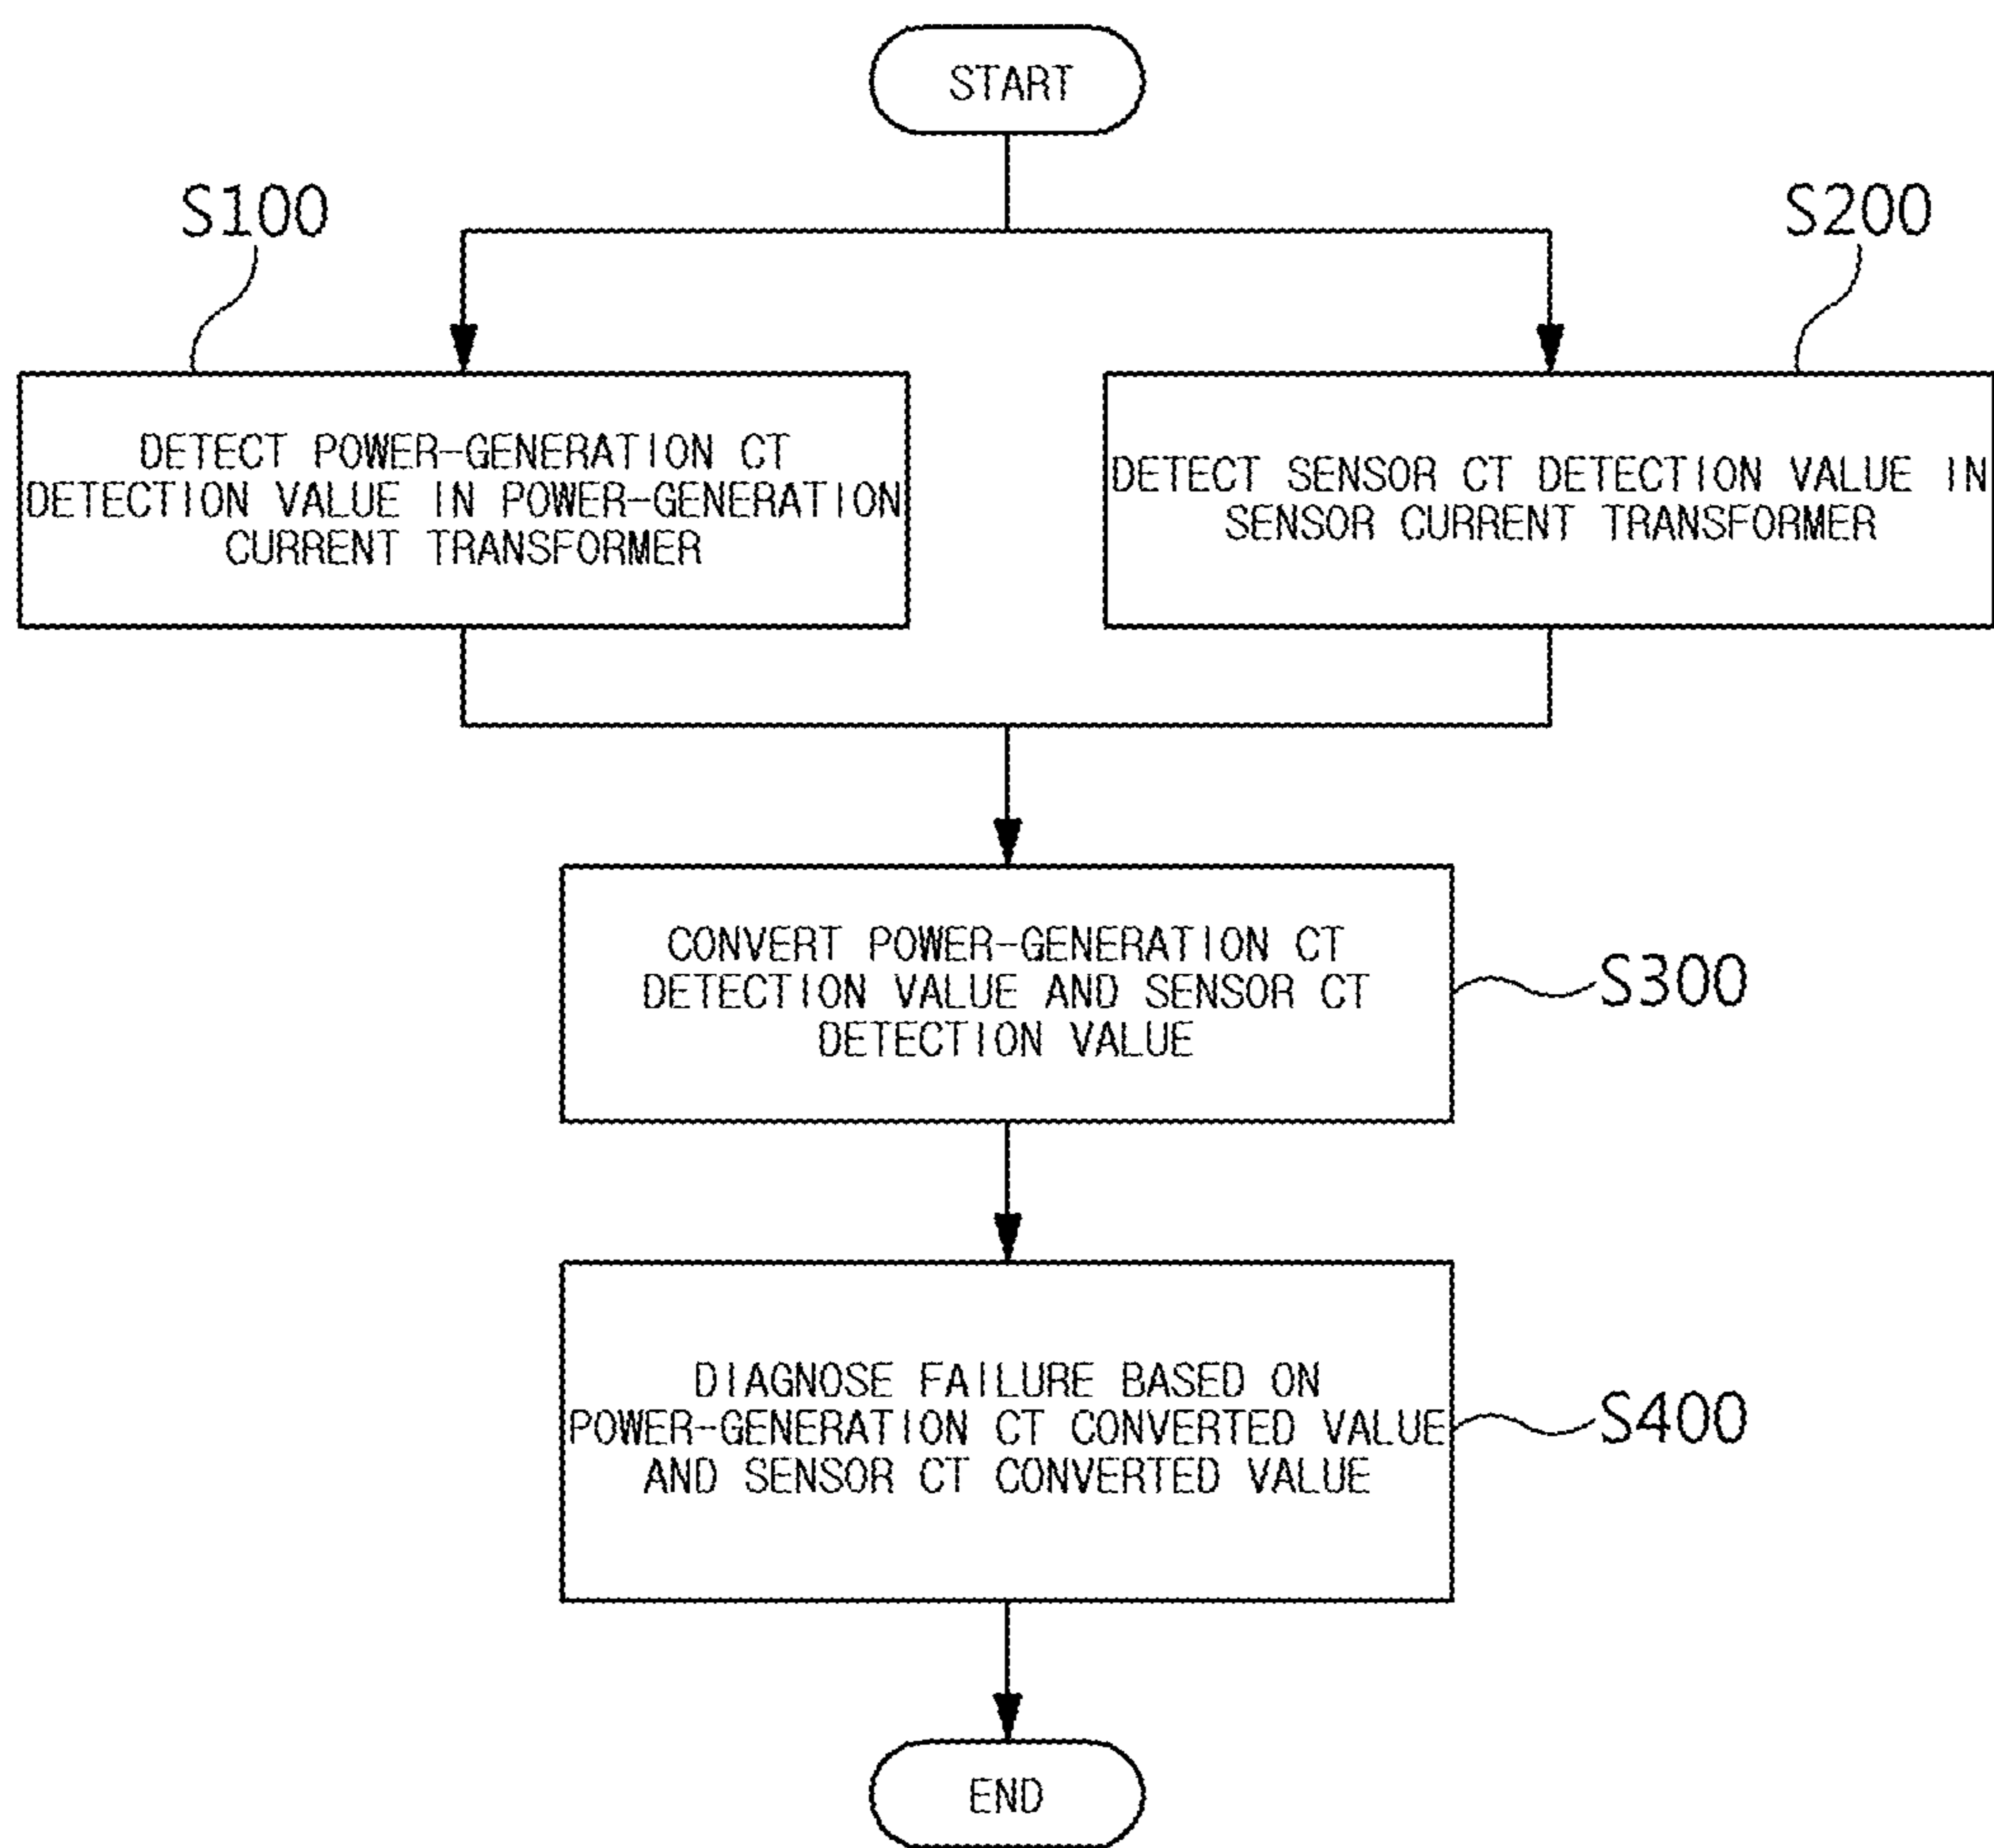 START
S100
S200
DETECT POWER-GENERATION CT
DETECTION VALUE IN POWER-GENERATION
CURRENT TRANSFORMER
DETECT SENSOR CT DETECTION VALUE IN
SENSOR CURRENT TRANSFORMER
CONVERT POWER-GENERATION CT
DETECTION VALUE AND SENSOR CT
DETECTION VALUE
S300
DIAGNOSE FAILURE BASED ON
POWER-GENERATION CT CONVERTED VALUE
AND SENSOR CT CONVERTED VALUE
S400
END